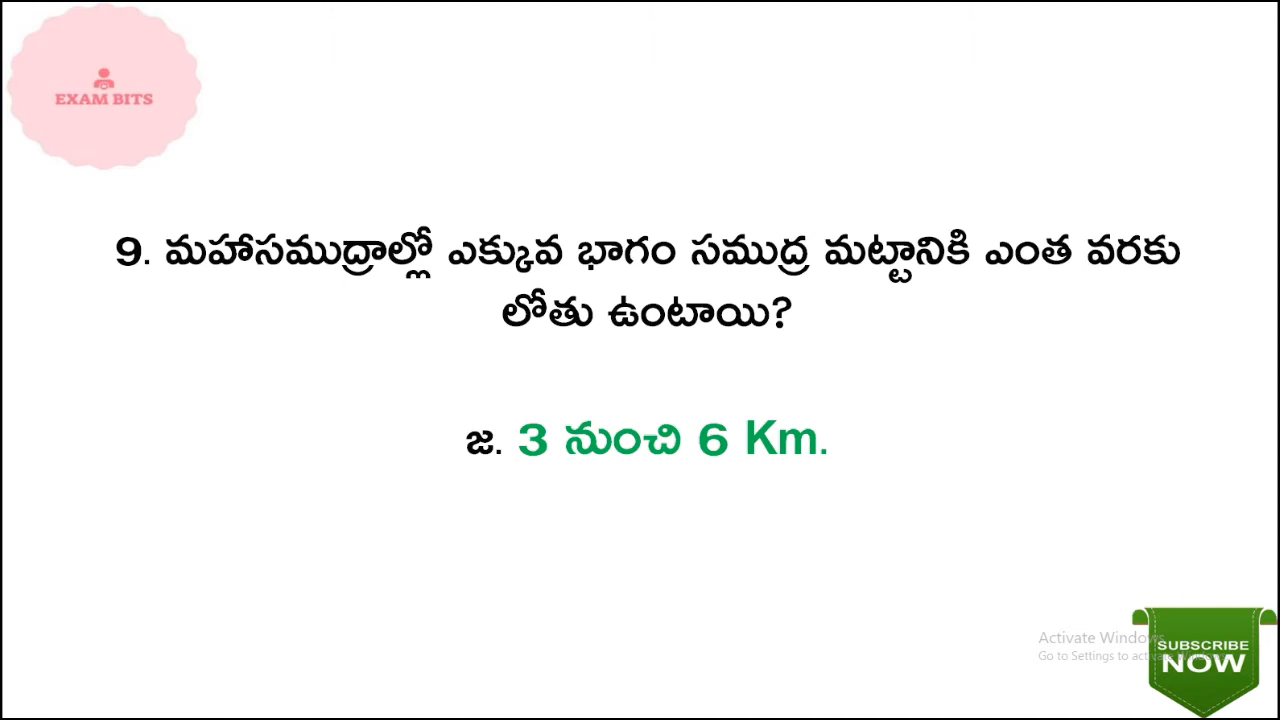 EXAM BITS
9. మహాసముద్రాల్లో ఎక్కువ భాగం సముద్ర మట్టానికి ఎంత వరకు
లోతు ఉంటాయి?
జ. 3 నుంచి 6 Km.
Activate Windows
Go to Settings to
SUBSCRIBE
NOW